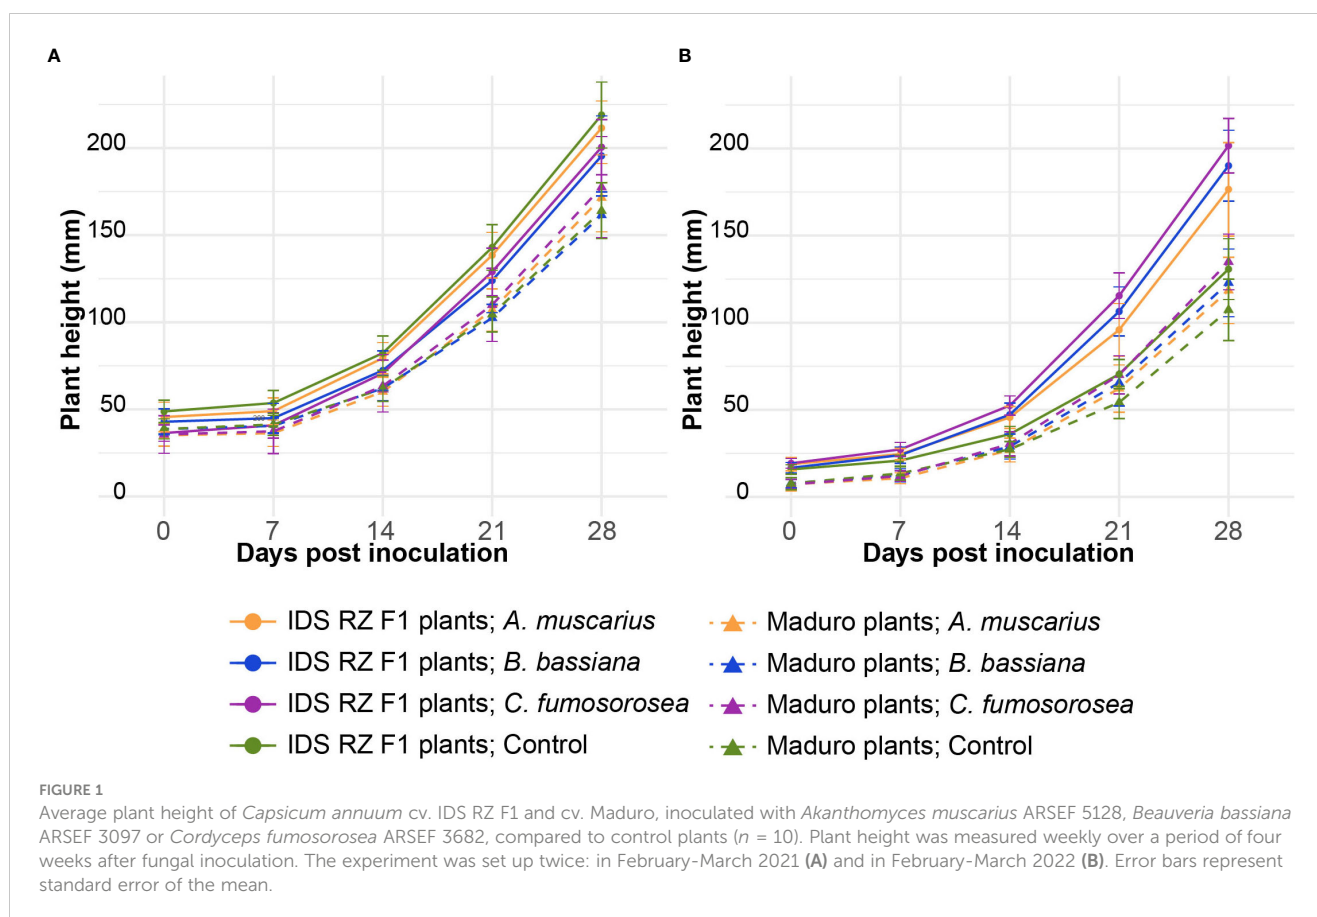 A
B
Plant height (mm)
200
150
100
50
0
0 7 14 21 28
Days post inoculation
Plant height (mm)
200
150
100
50
0
0 7 14 21 28
Days post inoculation
IDS RZ F1 plants; A. muscarius
IDS RZ F1 plants; B. bassiana
IDS RZ F1 plants; C. fumosorosea
IDS RZ F1 plants; Control
Maduro plants; A. muscarius
Maduro plants; B. bassiana
Maduro plants; C. fumosorosea
Maduro plants; Control
FIGURE 1
Average plant height of Capsicum annuum cv. IDS RZ F1 and cv. Maduro, inoculated with Akanthomyces muscarius ARSEF 5128, Beauveria bassiana
ARSEF 3097 or Cordyceps fumosorosea ARSEF 3682, compared to control plants (n = 10). Plant height was measured weekly over a period of four
weeks after fungal inoculation. The experiment was set up twice: in February-March 2021 (A) and in February-March 2022 (B). Error bars represent
standard error of the mean.